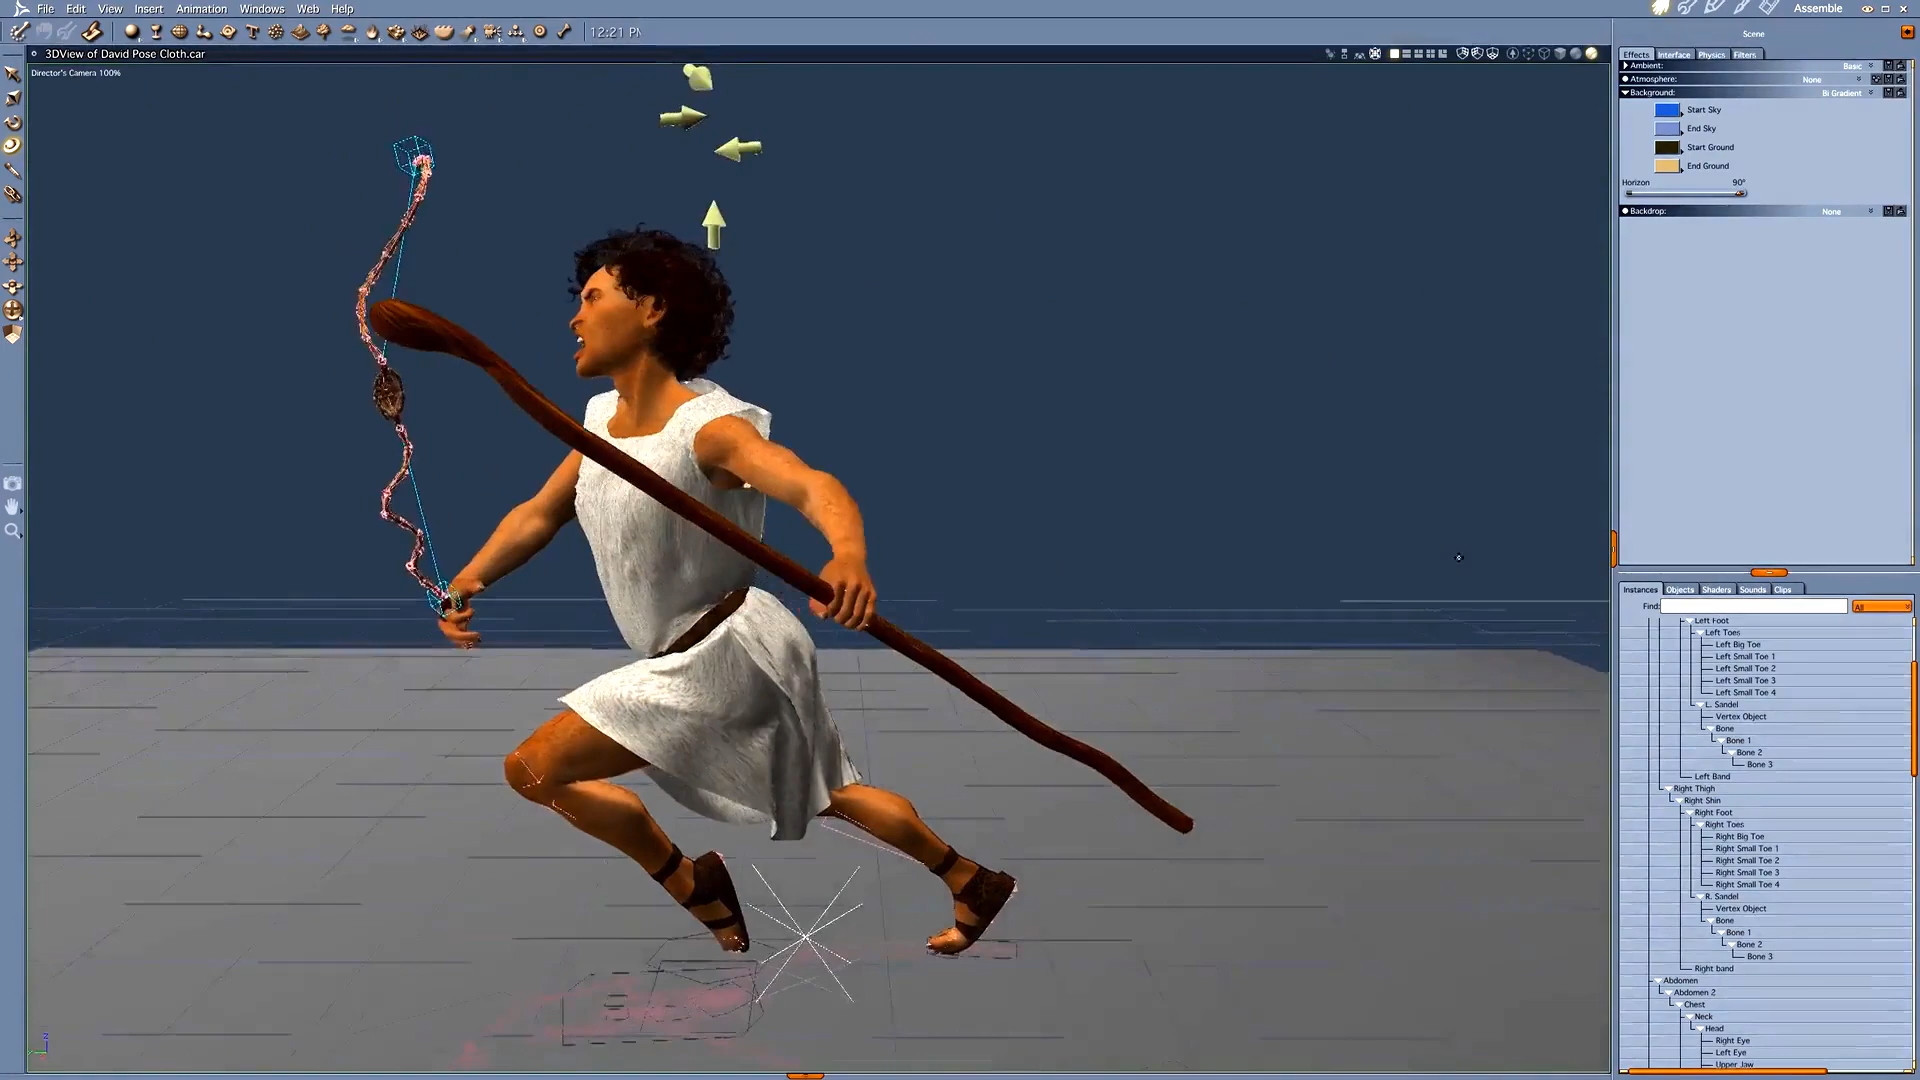 File Edit View Insert Animation Windows Web Help
Assemble
12:21 P
Scene
3DView of David Pose Cloth.car
Director's Camera 100%
Effects Interface Physics Filters
Ambient: Basic
Atmosphere: None
Background: Bi Gradient
Start Sky
End Sky
Start Ground
End Ground
Horizon 90°
Backdrop: None
Instances Objects Shaders Sounds Clips
Find: All
Left Foot
Left Toes
Left Big Toe
Left Small Toe 1
Left Small Toe 2
Left Small Toe 3
Left Small Toe 4
L. Sandel
Vertex Object
Bone
Bone 1
Bone 2
Bone 3
Left Band
Right Thigh
Right Shin
Right Foot
Right Toes
Right Big Toe
Right Small Toe 1
Right Small Toe 2
Right Small Toe 3
Right Small Toe 4
R. Sandel
Vertex Object
Bone
Bone 1
Bone 2
Bone 3
Right band
Abdomen
Abdomen 2
Chest
Neck
Head
Right Eye
Left Eye
Upper Jaw
Z